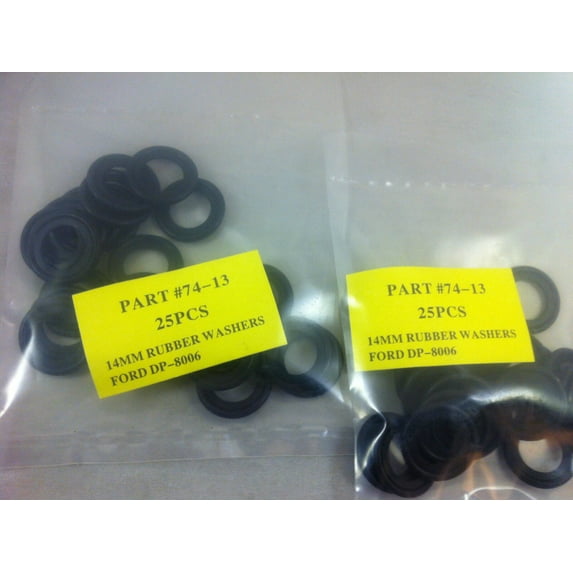 PART #74-13
25PCS
14MM RUBBER WASHERS
FORD DP-8006
PART #74-13
25PCS
14MM RUBBER WASHERS
FORD DP-8006